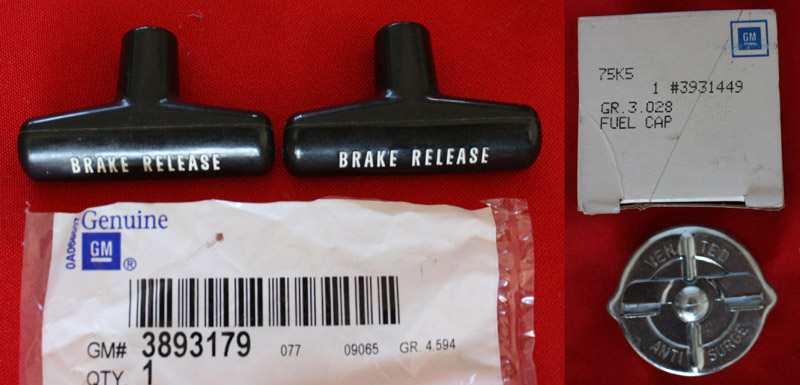 BRAKE RELEASE
BRAKE RELEASE
Genuine
GM
®
GM# 3893179 077 09065 GR. 4.594
QTY 1
GM
75K5
1 #3931449
GR.3.028
FUEL CAP
VENTED
ANTI SURGE